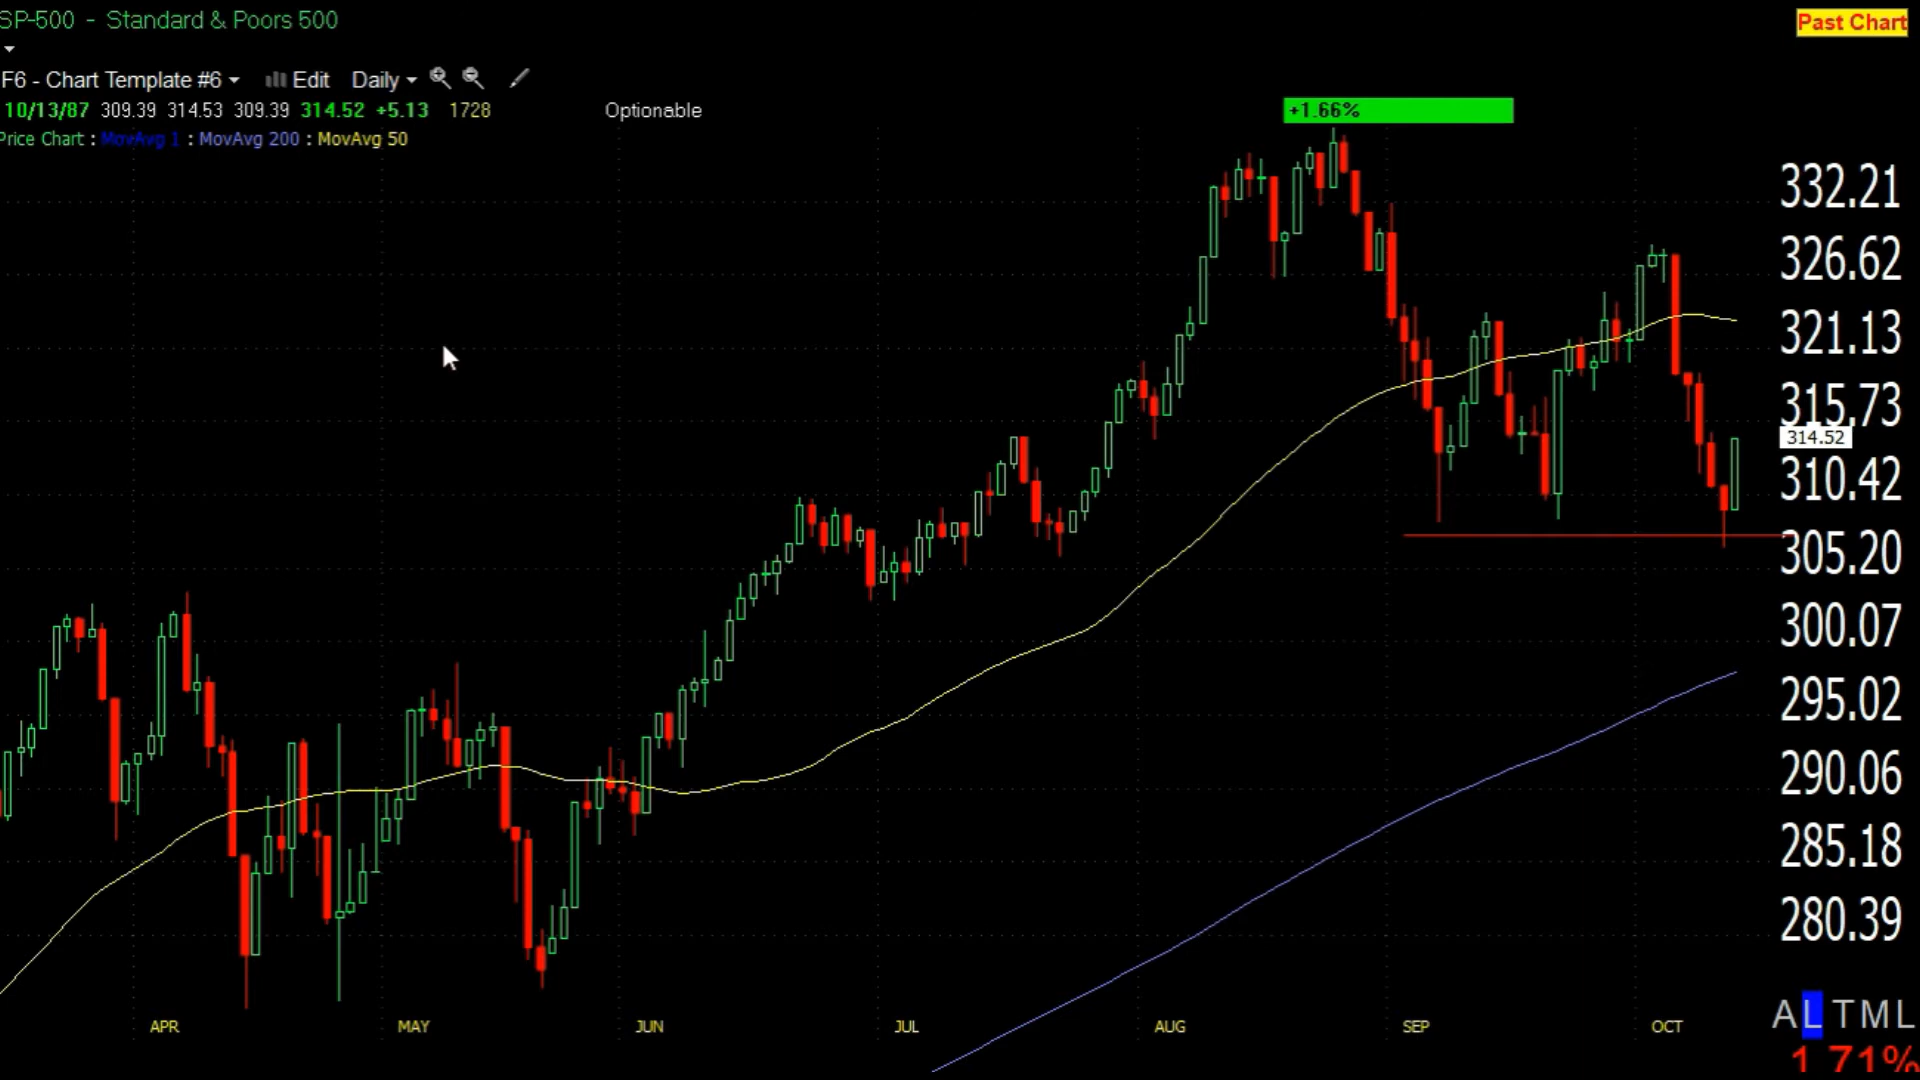 SP-500 - Standard & Poors 500
Past Chart
F6 - Chart Template #6 Edit Daily
10/13/87 309.39 314.53 309.39 314.52 +5.13 1728 Optionable +1.66%
Price Chart : MovAvg 1 : MovAvg 200 : MovAvg 50
332.21
326.62
321.13
315.73
314.52
310.42
305.20
300.07
295.02
290.06
285.18
280.39
APR MAY JUN JUL AUG SEP OCT
A L T M L
1 71%